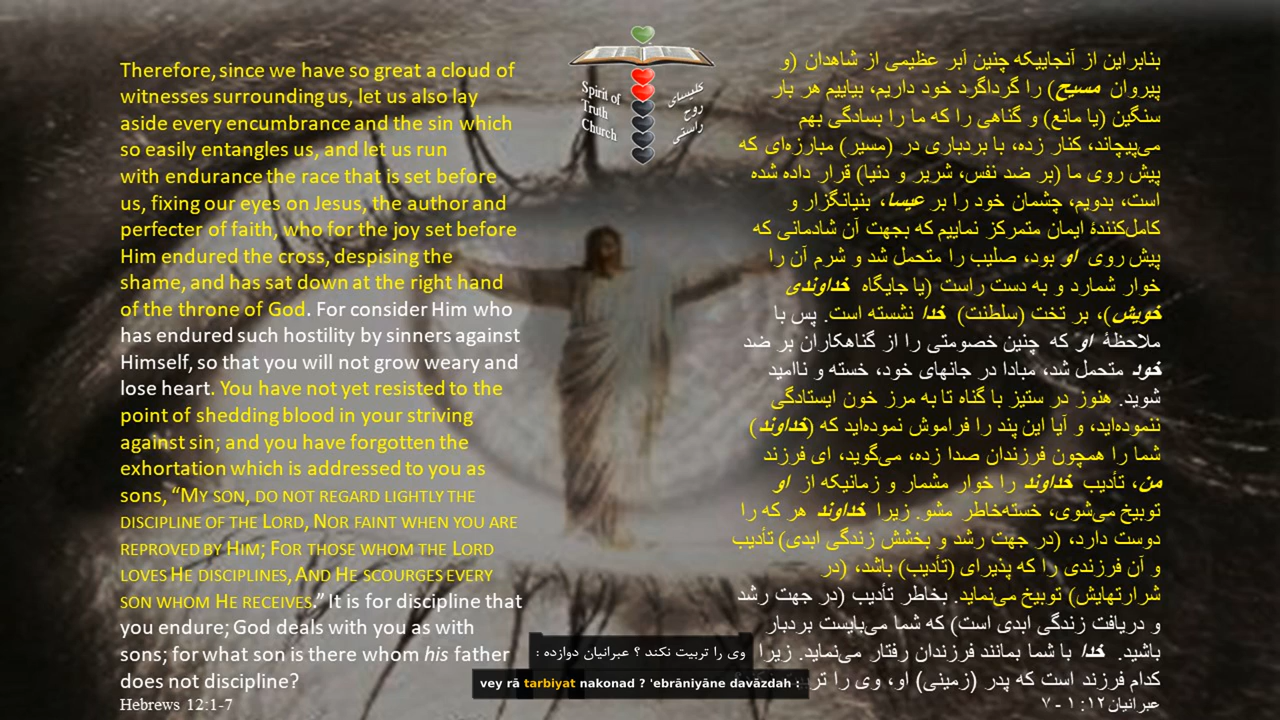 Therefore, since we have so great a cloud of
witnesses surrounding us, let us also lay
aside every encumbrance and the sin which
so easily entangles us, and let us run
with endurance the race that is set before
us, fixing our eyes on Jesus, the author and
perfecter of faith, who for the joy set before
Him endured the cross, despising the
shame, and has sat down at the right hand
of the throne of God. For consider Him who
has endured such hostility by sinners against
Himself, so that you will not grow weary and
lose heart. You have not yet resisted to the
point of shedding blood in your striving
against sin; and you have forgotten the
exhortation which is addressed to you as
sons, “MY SON, DO NOT REGARD LIGHTLY THE
DISCIPLINE OF THE LORD, NOR FAINT WHEN YOU ARE
REPROVED BY HIM; FOR THOSE WHOM THE LORD
LOVES HE DISCIPLINES, AND HE SCOURGES EVERY
SON WHOM HE RECEIVES.” It is for discipline that
you endure; God deals with you as with
sons; for what son is there whom his father
does not discipline?
Hebrews 12:1-7
Spirit of
Truth
Church
کلیسای
روح
راستی
بنابراین از آنجاییکه چنین اَبر عظیمی از شاهدان (و
پیروان مسیح) را گرداگرد خود داریم، بیاییم هر بار
سنگین (یا مانع) و گناهی را که ما را بسادگی بهم
می‌پیچاند، کنار زده، با بردباری در (مسیر) مبارزه‌ای که
پیش روی ما (بر ضد نفس، شریر و دنیا) قرار داده شده
است، بدویم، چشمان خود را بر عیسا، بنیانگزار و
کامل‌کنندهٔ ایمان متمرکز نماییم که بجهت آن شادمانی که
پیش روی او بود، صلیب را متحمل شد و شرم آن را
خوار شمارد و به دست راست (یا جایگاه خداوندی
خویش)، بر تخت (سلطنت) خدا نشسته است. پس با
ملاحظهٔ او که چنین خصومتی را از گناهکاران بر ضد
خود متحمل شد، مبادا در جانهای خود، خسته و ناامید
شوید. هنوز در ستیز با گناه تا به مرز خون ایستادگی
ننموده‌اید، و آیا این پند را فراموش نموده‌اید که (خداوند)
شما را همچون فرزندان صدا زده، می‌گوید، ای فرزند
من، تأدیب خداوند را خوار مشمار و زمانیکه از او
توبیخ می‌شوی، خسته‌خاطر مشو. زیرا خداوند هر که را
دوست دارد، (در جهت رشد و بخشش زندگی ابدی) تأدیب
و آن فرزندی را که پذیرای (تأدیب) باشد، (در
شرارتهایش) توبیخ می‌نماید. بخاطر تأدیب (در جهت رشد
و دریافت زندگی ابدی است) که شما می‌بایست بردبار
باشید. خدا با شما بمانند فرزندان رفتار می‌نماید. زیرا
کدام فرزند است که پدر (زمینی) او، وی را
عبرانیان ۱۲: ۱ - ۷
وی را تربیت نکند ؟ عبرانیان دوازده :
vey rā tarbiyat nakonad ? 'ebrāniyāne davāzdah :